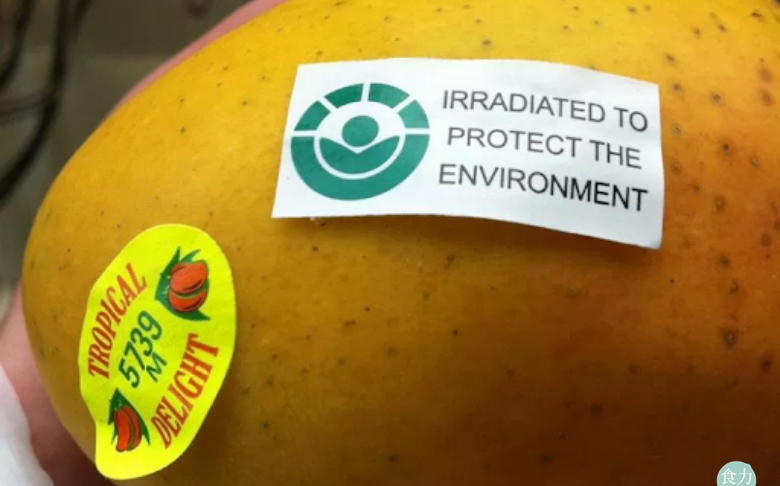 IRRADIATED TO
PROTECT THE
ENVIRONMENT
TROPICAL
5739
M
DELIGHT
食力